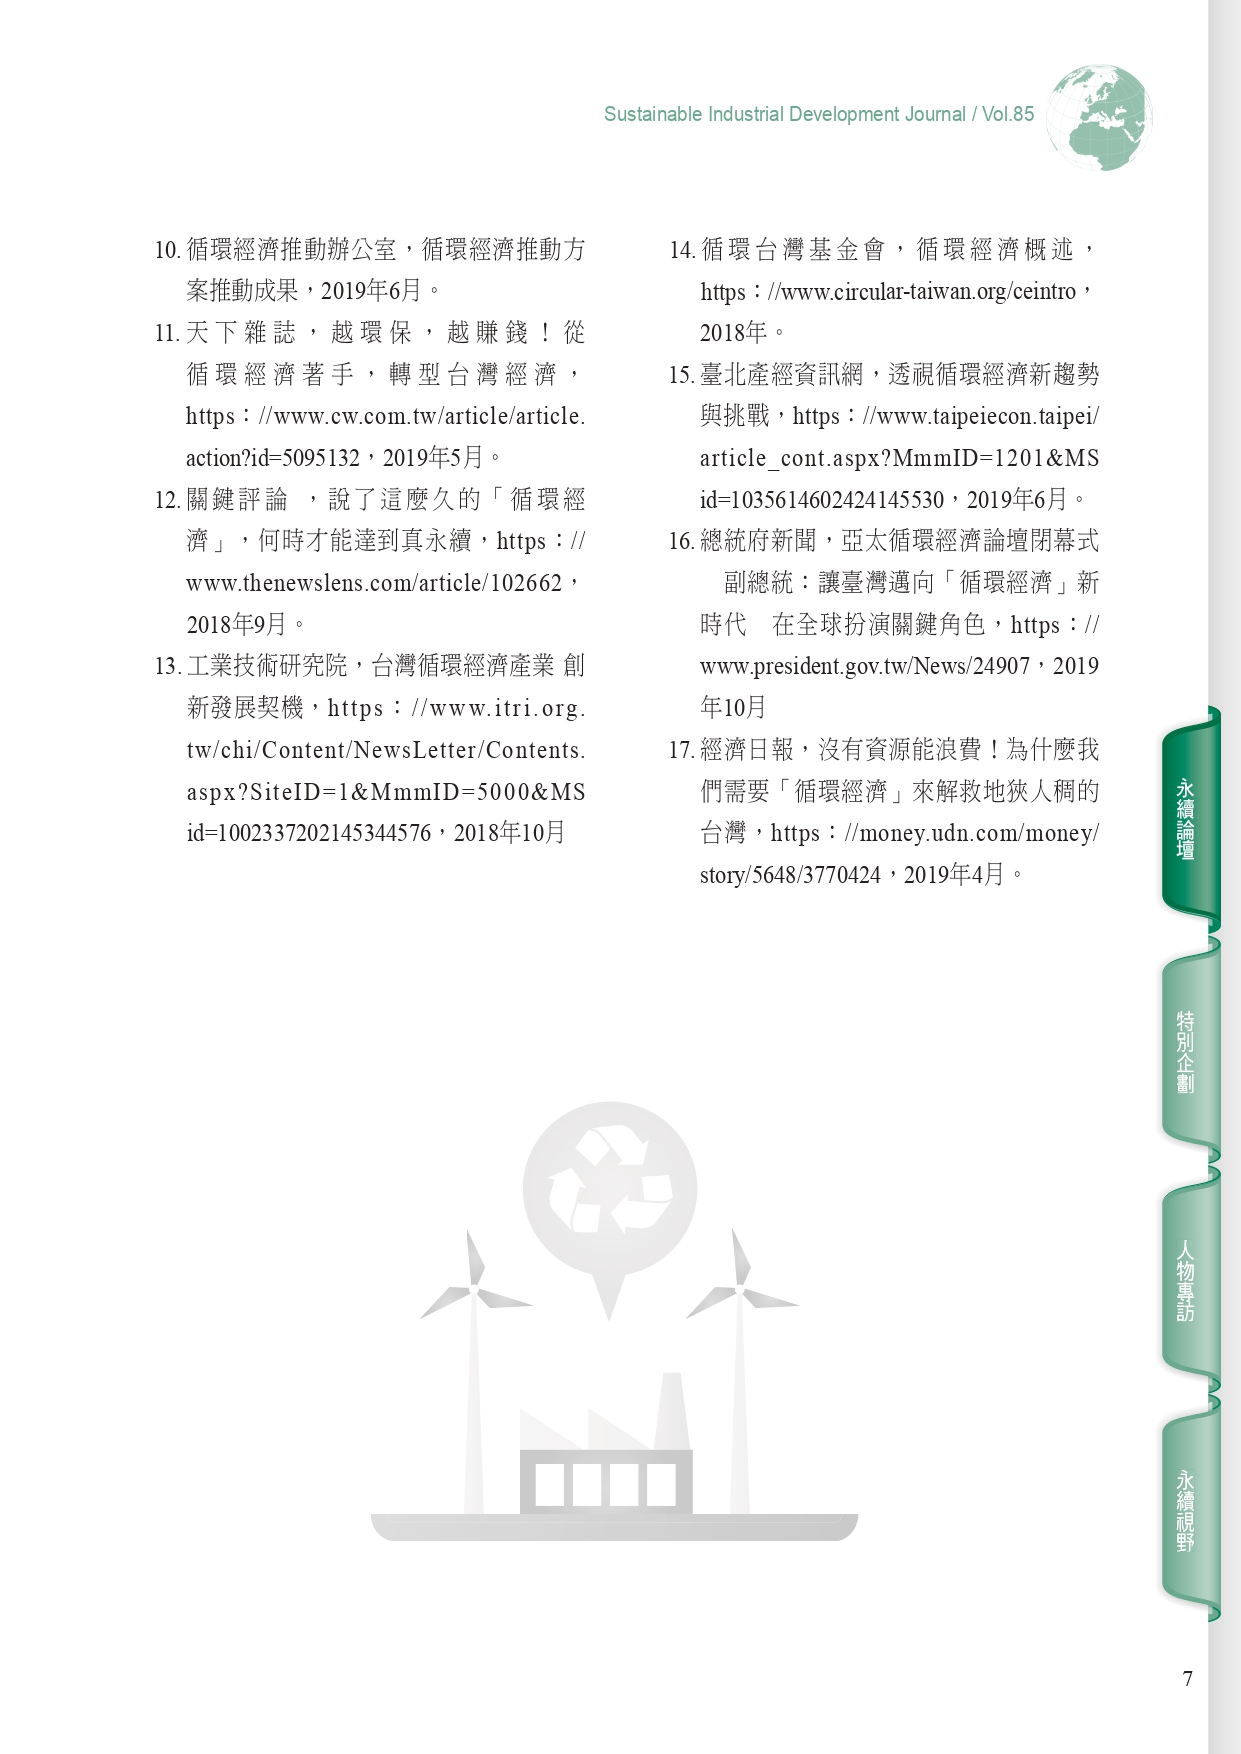 Sustainable Industrial Development Journal / Vol.85
10. 循環經濟推動辦公室，循環經濟推動方
案推動成果，2019年6月。
11. 天下雜誌，越環保，越賺錢！從
循環經濟著手，轉型台灣經濟，
https：//www.cw.com.tw/article/article.
action?id=5095132，2019年5月。
12. 關鍵評論 ，說了這麼久的「循環經
濟」，何時才能達到真永續，https：//
www.thenewslens.com/article/102662，
2018年9月。
13. 工業技術研究院，台灣循環經濟產業 創
新發展契機，https：//www.itri.org.
tw/chi/Content/NewsLetter/Contents.
aspx?SiteID=1&MmmID=5000&MS
id=1002337202145344576，2018年10月
14. 循環台灣基金會，循環經濟概述，
https：//www.circular-taiwan.org/ceintro，
2018年。
15. 臺北產經資訊網，透視循環經濟新趨勢
與挑戰，https：//www.taipeiecon.taipei/
article_cont.aspx?MmmID=1201&MS
id=1035614602424145530，2019年6月。
16. 總統府新聞，亞太循環經濟論壇閉幕式
　副總統：讓臺灣邁向「循環經濟」新
時代　在全球扮演關鍵角色，https：//
www.president.gov.tw/News/24907，2019
年10月
17. 經濟日報，沒有資源能浪費！為什麼我
們需要「循環經濟」來解救地狹人稠的
台灣，https：//money.udn.com/money/
story/5648/3770424，2019年4月。
永續論壇
特別企劃
人物專訪
永續視野
7